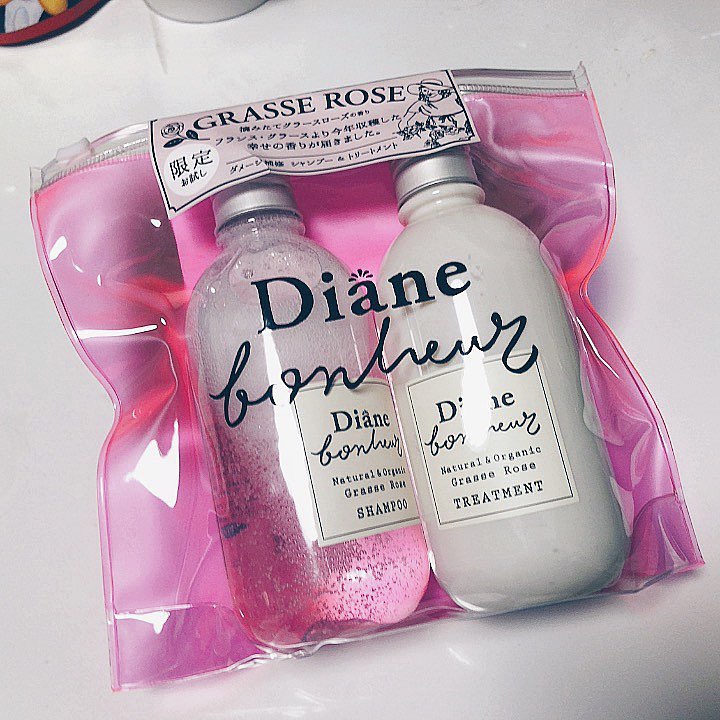 GRASSE ROSE
摘みたてグラースローズの香り
フランス・グラースより今年収穫した
幸せの香りが届きました。
限定
お試し
ダメージ補修 シャンプー & トリートメント
Diane
bonheur
Diane
bonheur
Natural & Organic
Grasse Rose
SHAMPOO
Diane
bonheur
Natural & Organic
Grasse Rose
TREATMENT